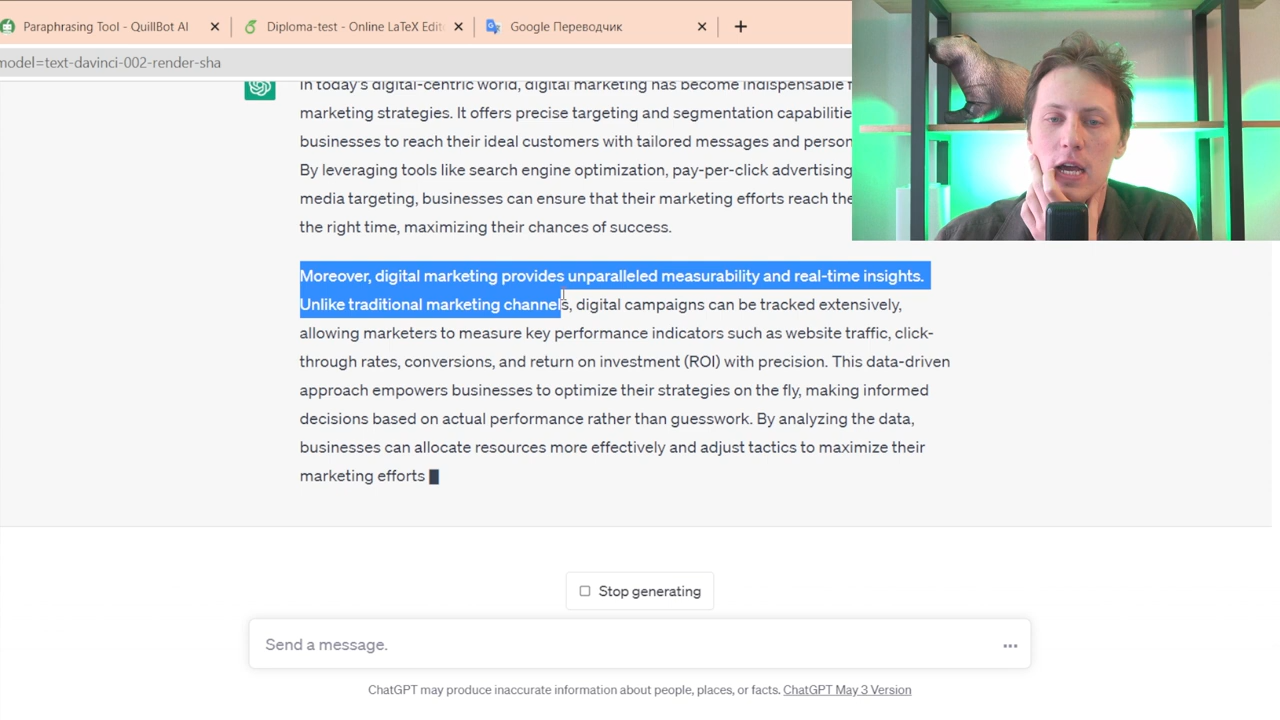 Paraphrasing Tool - QuillBot AI
Diploma-test - Online LaTeX Edit
Google Переводчик
model=text-davinci-002-render-sha
In today's digital-centric world, digital marketing has become indispensable
marketing strategies. It offers precise targeting and segmentation capabilitie
businesses to reach their ideal customers with tailored messages and person
By leveraging tools like search engine optimization, pay-per-click advertising
media targeting, businesses can ensure that their marketing efforts reach the
the right time, maximizing their chances of success.
Moreover, digital marketing provides unparalleled measurability and real-time insights.
Unlike traditional marketing channels, digital campaigns can be tracked extensively,
allowing marketers to measure key performance indicators such as website traffic, click-
through rates, conversions, and return on investment (ROI) with precision. This data-driven
approach empowers businesses to optimize their strategies on the fly, making informed
decisions based on actual performance rather than guesswork. By analyzing the data,
businesses can allocate resources more effectively and adjust tactics to maximize their
marketing efforts
Stop generating
Send a message.
ChatGPT may produce inaccurate information about people, places, or facts. ChatGPT May 3 Version